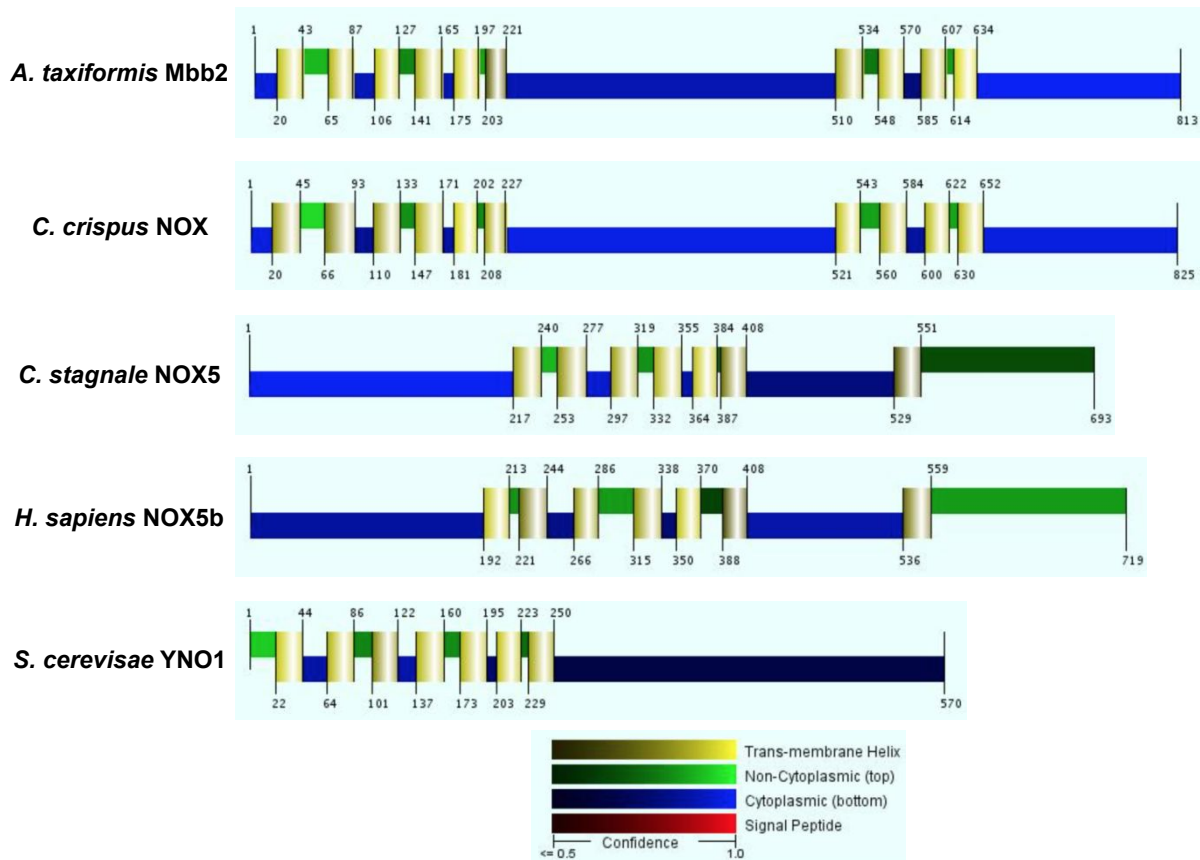 1 43 87 127 165 197 221 534 570 607 634
A. taxiformis Mbb2
20 65 106 141 175 203 510 548 585 614 813
1 45 93 133 171 202 227 543 584 622 652
C. crispus NOX
20 66 110 147 181 208 521 560 600 630 825
1 240 277 319 355 384 408 551
C. stagnale NOX5
217 253 297 332 364 387 529 693
1 213 244 286 338 370 408 559
H. sapiens NOX5b
192 221 266 315 350 388 536 719
1 44 86 122 160 195 223 250
S. cerevisae YNO1
22 64 101 137 173 203 229 570
Trans-membrane Helix
Non-Cytoplasmic (top)
Cytoplasmic (bottom)
Signal Peptide
Confidence
<= 0.5 1.0